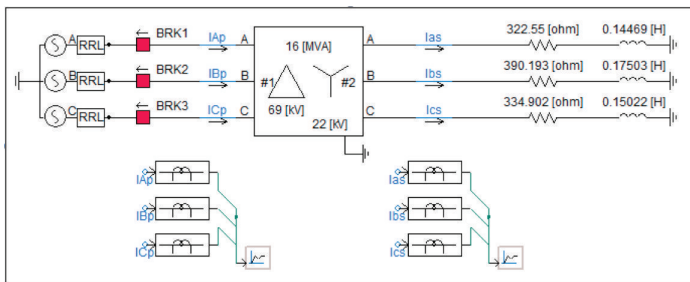 BRK1 IAp Ias 322.55 [ohm] 0.14469 [H]
A RRL A 16 [MVA] A
BRK2 IBp Ibs 390.193 [ohm] 0.17503 [H]
B RRL B #1 #2 B
BRK3 ICp 69 [kV] Ics 334.902 [ohm] 0.15022 [H]
C RRL C 22 [kV] C
IAp Ias
IBp Ibs
ICp Ics